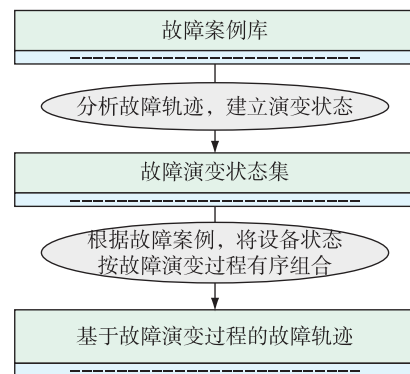 故障案例库
分析故障轨迹，建立演变状态
故障演变状态集
根据故障案例，将设备状态
按故障演变过程有序组合
基于故障演变过程的故障轨迹